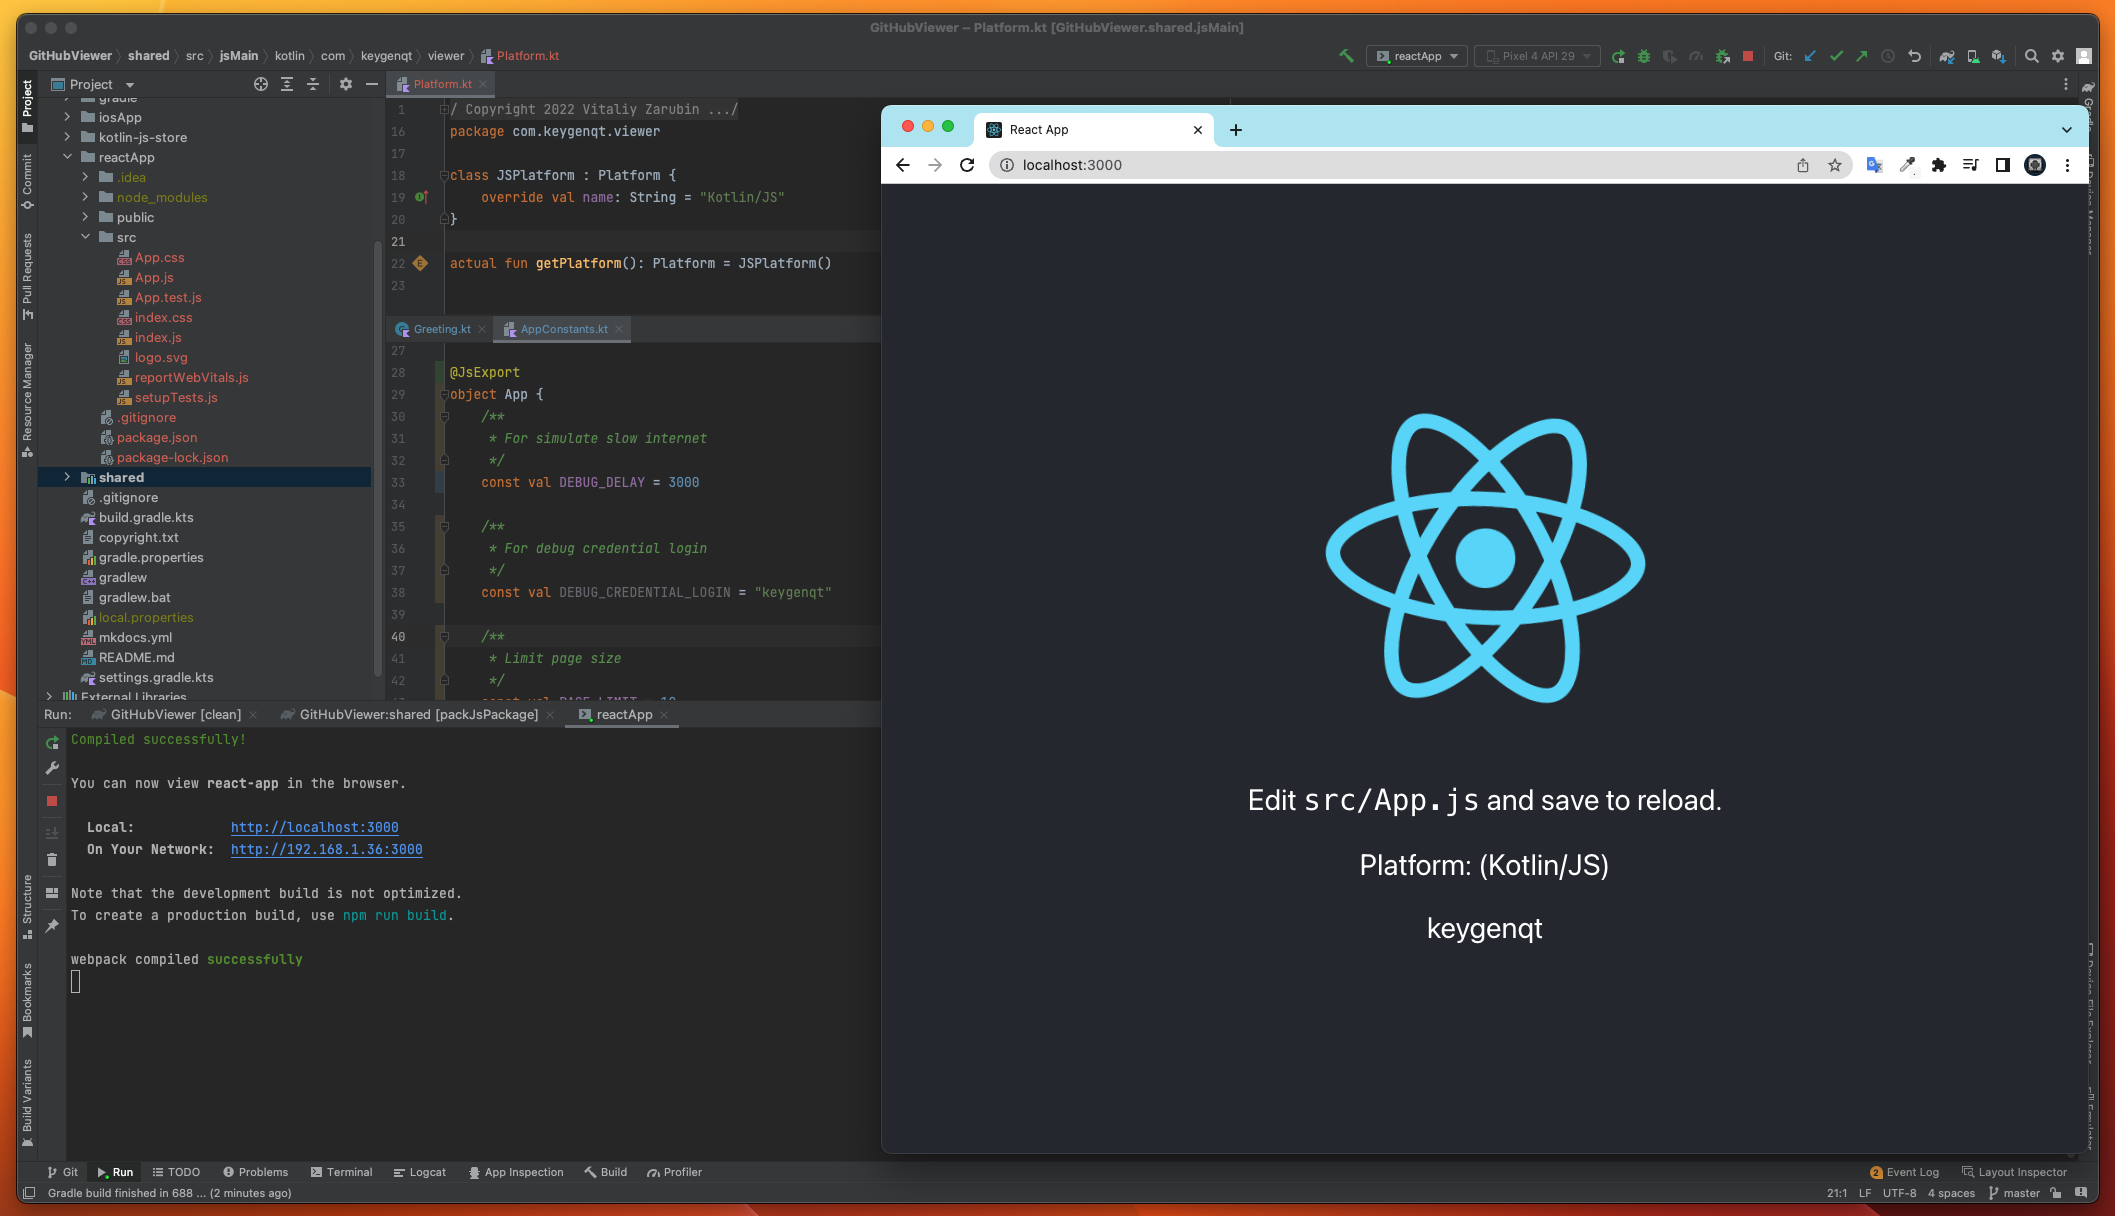 GitHubViewer – Platform.kt [GitHubViewer.shared.jsMain]
GitHubViewer shared src jsMain kotlin com keygenqt viewer Platform.kt
reactApp
Pixel 4 API 29
Git:
Project
Project
Commit
Pull Requests
Resource Manager
Structure
Bookmarks
Build Variants
gradle
iosApp
kotlin-js-store
reactApp
.idea
node_modules
public
src
App.css
App.js
App.test.js
index.css
index.js
logo.svg
reportWebVitals.js
setupTests.js
.gitignore
package.json
package-lock.json
shared
.gitignore
build.gradle.kts
copyright.txt
gradle.properties
gradlew
gradlew.bat
local.properties
mkdocs.yml
README.md
settings.gradle.kts
External Libraries
Platform.kt
1 / Copyright 2022 Vitaliy Zarubin .../
16 package com.keygenqt.viewer
17
18 class JSPlatform : Platform {
19 override val name: String = "Kotlin/JS"
20 }
21
22 actual fun getPlatform(): Platform = JSPlatform()
23
Greeting.kt AppConstants.kt
27
28 @JsExport
29 object App {
30 /**
31 * For simulate slow internet
32 */
33 const val DEBUG_DELAY = 3000
34
35 /**
36 * For debug credential login
37 */
38 const val DEBUG_CREDENTIAL_LOGIN = "keygenqt"
39
40 /**
41 * Limit page size
42 */
const val PAGE_LIMIT = 10
Run: GitHubViewer [clean] GitHubViewer:shared [packJsPackage] reactApp
Compiled successfully!
You can now view react-app in the browser.
Local: http://localhost:3000
On Your Network: http://192.168.1.36:3000
Note that the development build is not optimized.
To create a production build, use npm run build.
webpack compiled successfully
React App
localhost:3000
Edit src/App.js and save to reload.
Platform: (Kotlin/JS)
keygenqt
Git Run TODO Problems Terminal Logcat App Inspection Build Profiler
2 Event Log Layout Inspector
Gradle build finished in 688 ... (2 minutes ago)
21:1 LF UTF-8 4 spaces master